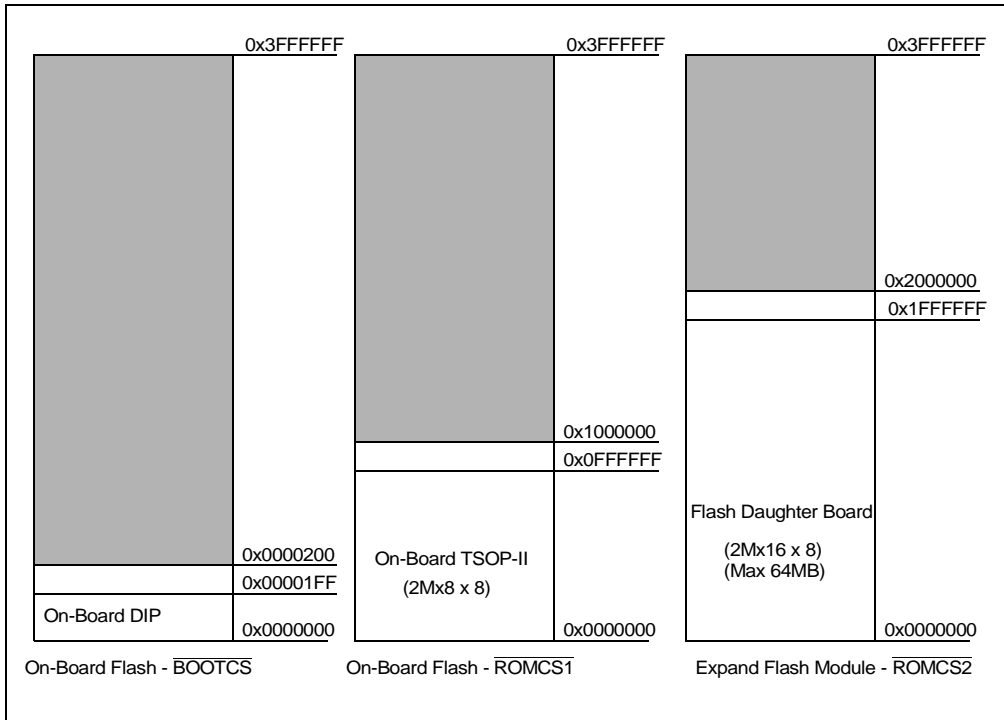 0x3FFFFFF
0x3FFFFFF
0x3FFFFFF
0x2000000
0x1FFFFFF
0x1000000
0x0FFFFFF
Flash Daughter Board
(2Mx16 x 8)
(Max 64MB)
0x0000200
On-Board TSOP-II
0x00001FF
(2Mx8 x 8)
On-Board DIP
0x0000000
0x0000000
0x0000000
On-Board Flash - BOOTCS
On-Board Flash - ROMCS1
Expand Flash Module - ROMCS2